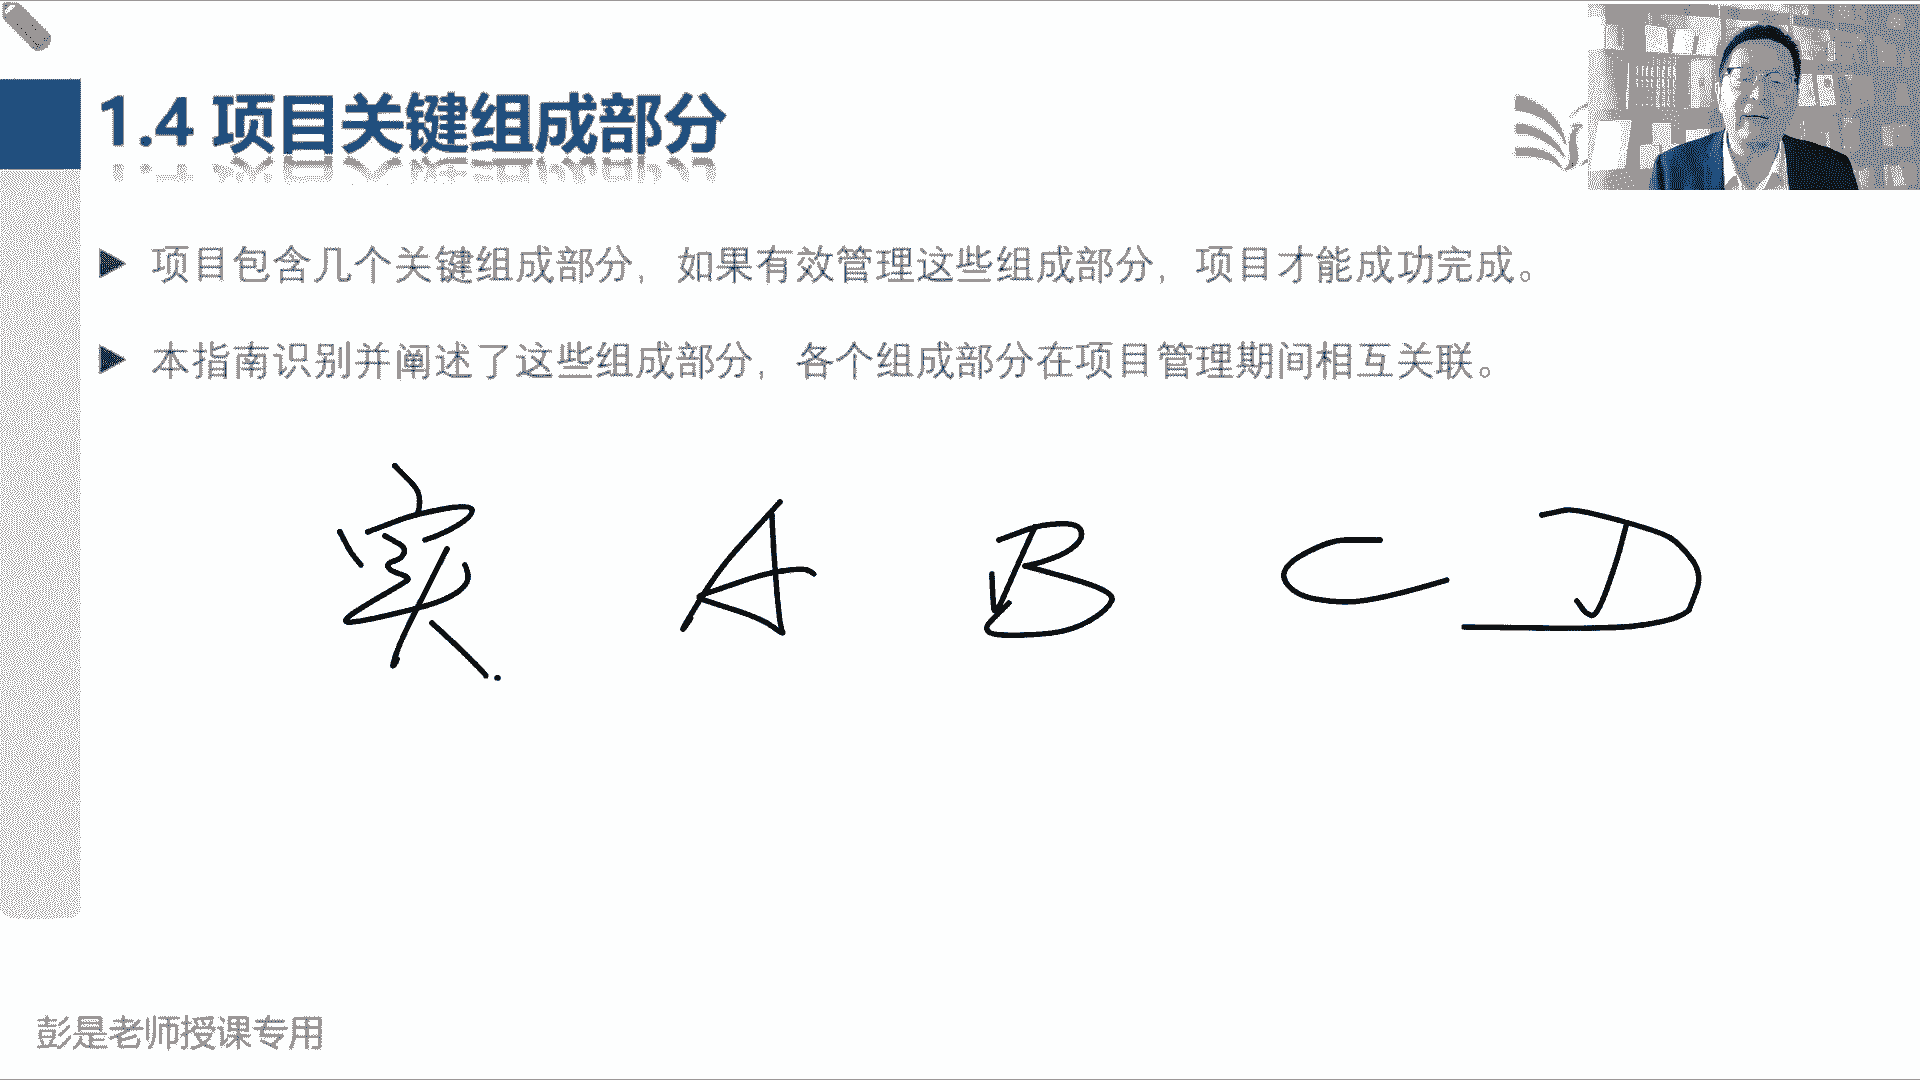 1.4 项目关键组成部分
项目包含几个关键组成部分，如果有效管理这些组成部分，项目才能成功完成。
本指南识别并阐述了这些组成部分，各个组成部分在项目管理期间相互关联。
实 A B C D
彭是老师授课专用